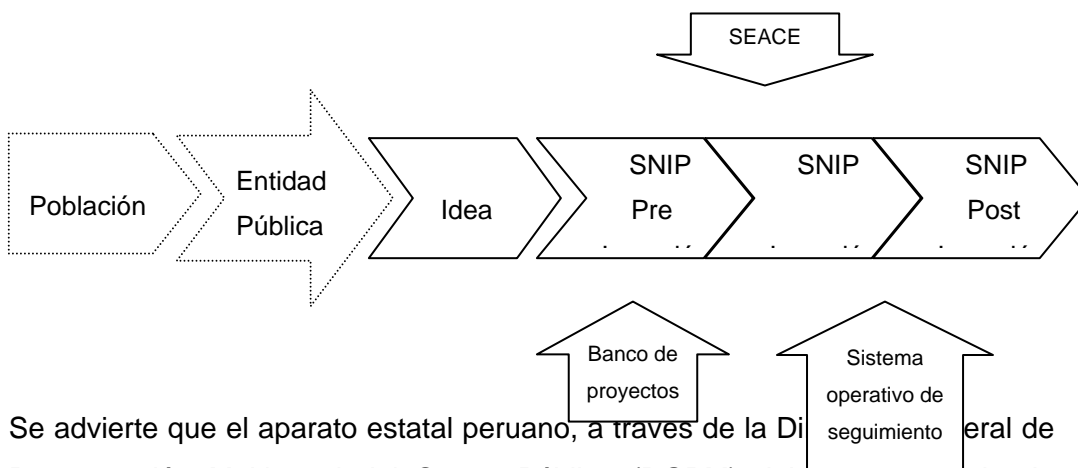 SEACE
Población
Entidad
Pública
Idea
SNIP
Pre
SNIP
SNIP
Post
Banco de
proyectos
Sistema
operativo de
seguimiento
Se advierte que el aparato estatal peruano, a través de la Di eral de